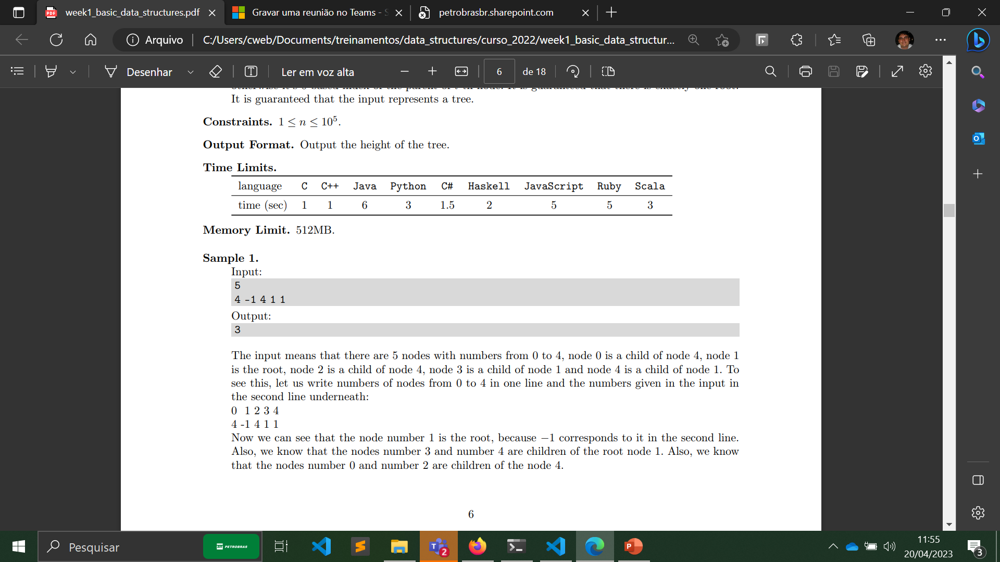 week1_basic_data_structures.pdf
Gravar uma reunião no Teams - S
petrobrasbr.sharepoint.com
Arquivo
C:/Users/cweb/Documents/treinamentos/data_structures/curso_2022/week1_basic_data_structur...
Desenhar
Ler em voz alta
6
de 18
It is guaranteed that the input represents a tree.
Constraints. 1 ≤ n ≤ 10⁵.
Output Format. Output the height of the tree.
Time Limits.
language C C++ Java Python C# Haskell JavaScript Ruby Scala
time (sec) 1 1 6 3 1.5 2 5 5 3
Memory Limit. 512MB.
Sample 1.
Input:
5
4 -1 4 1 1
Output:
3
The input means that there are 5 nodes with numbers from 0 to 4, node 0 is a child of node 4, node 1
is the root, node 2 is a child of node 4, node 3 is a child of node 1 and node 4 is a child of node 1. To
see this, let us write numbers of nodes from 0 to 4 in one line and the numbers given in the input in
the second line underneath:
0 1 2 3 4
4 -1 4 1 1
Now we can see that the node number 1 is the root, because −1 corresponds to it in the second line.
Also, we know that the nodes number 3 and number 4 are children of the root node 1. Also, we know
that the nodes number 0 and number 2 are children of the node 4.
6
Pesquisar
PETROBRAS
2
11:55
20/04/2023
3